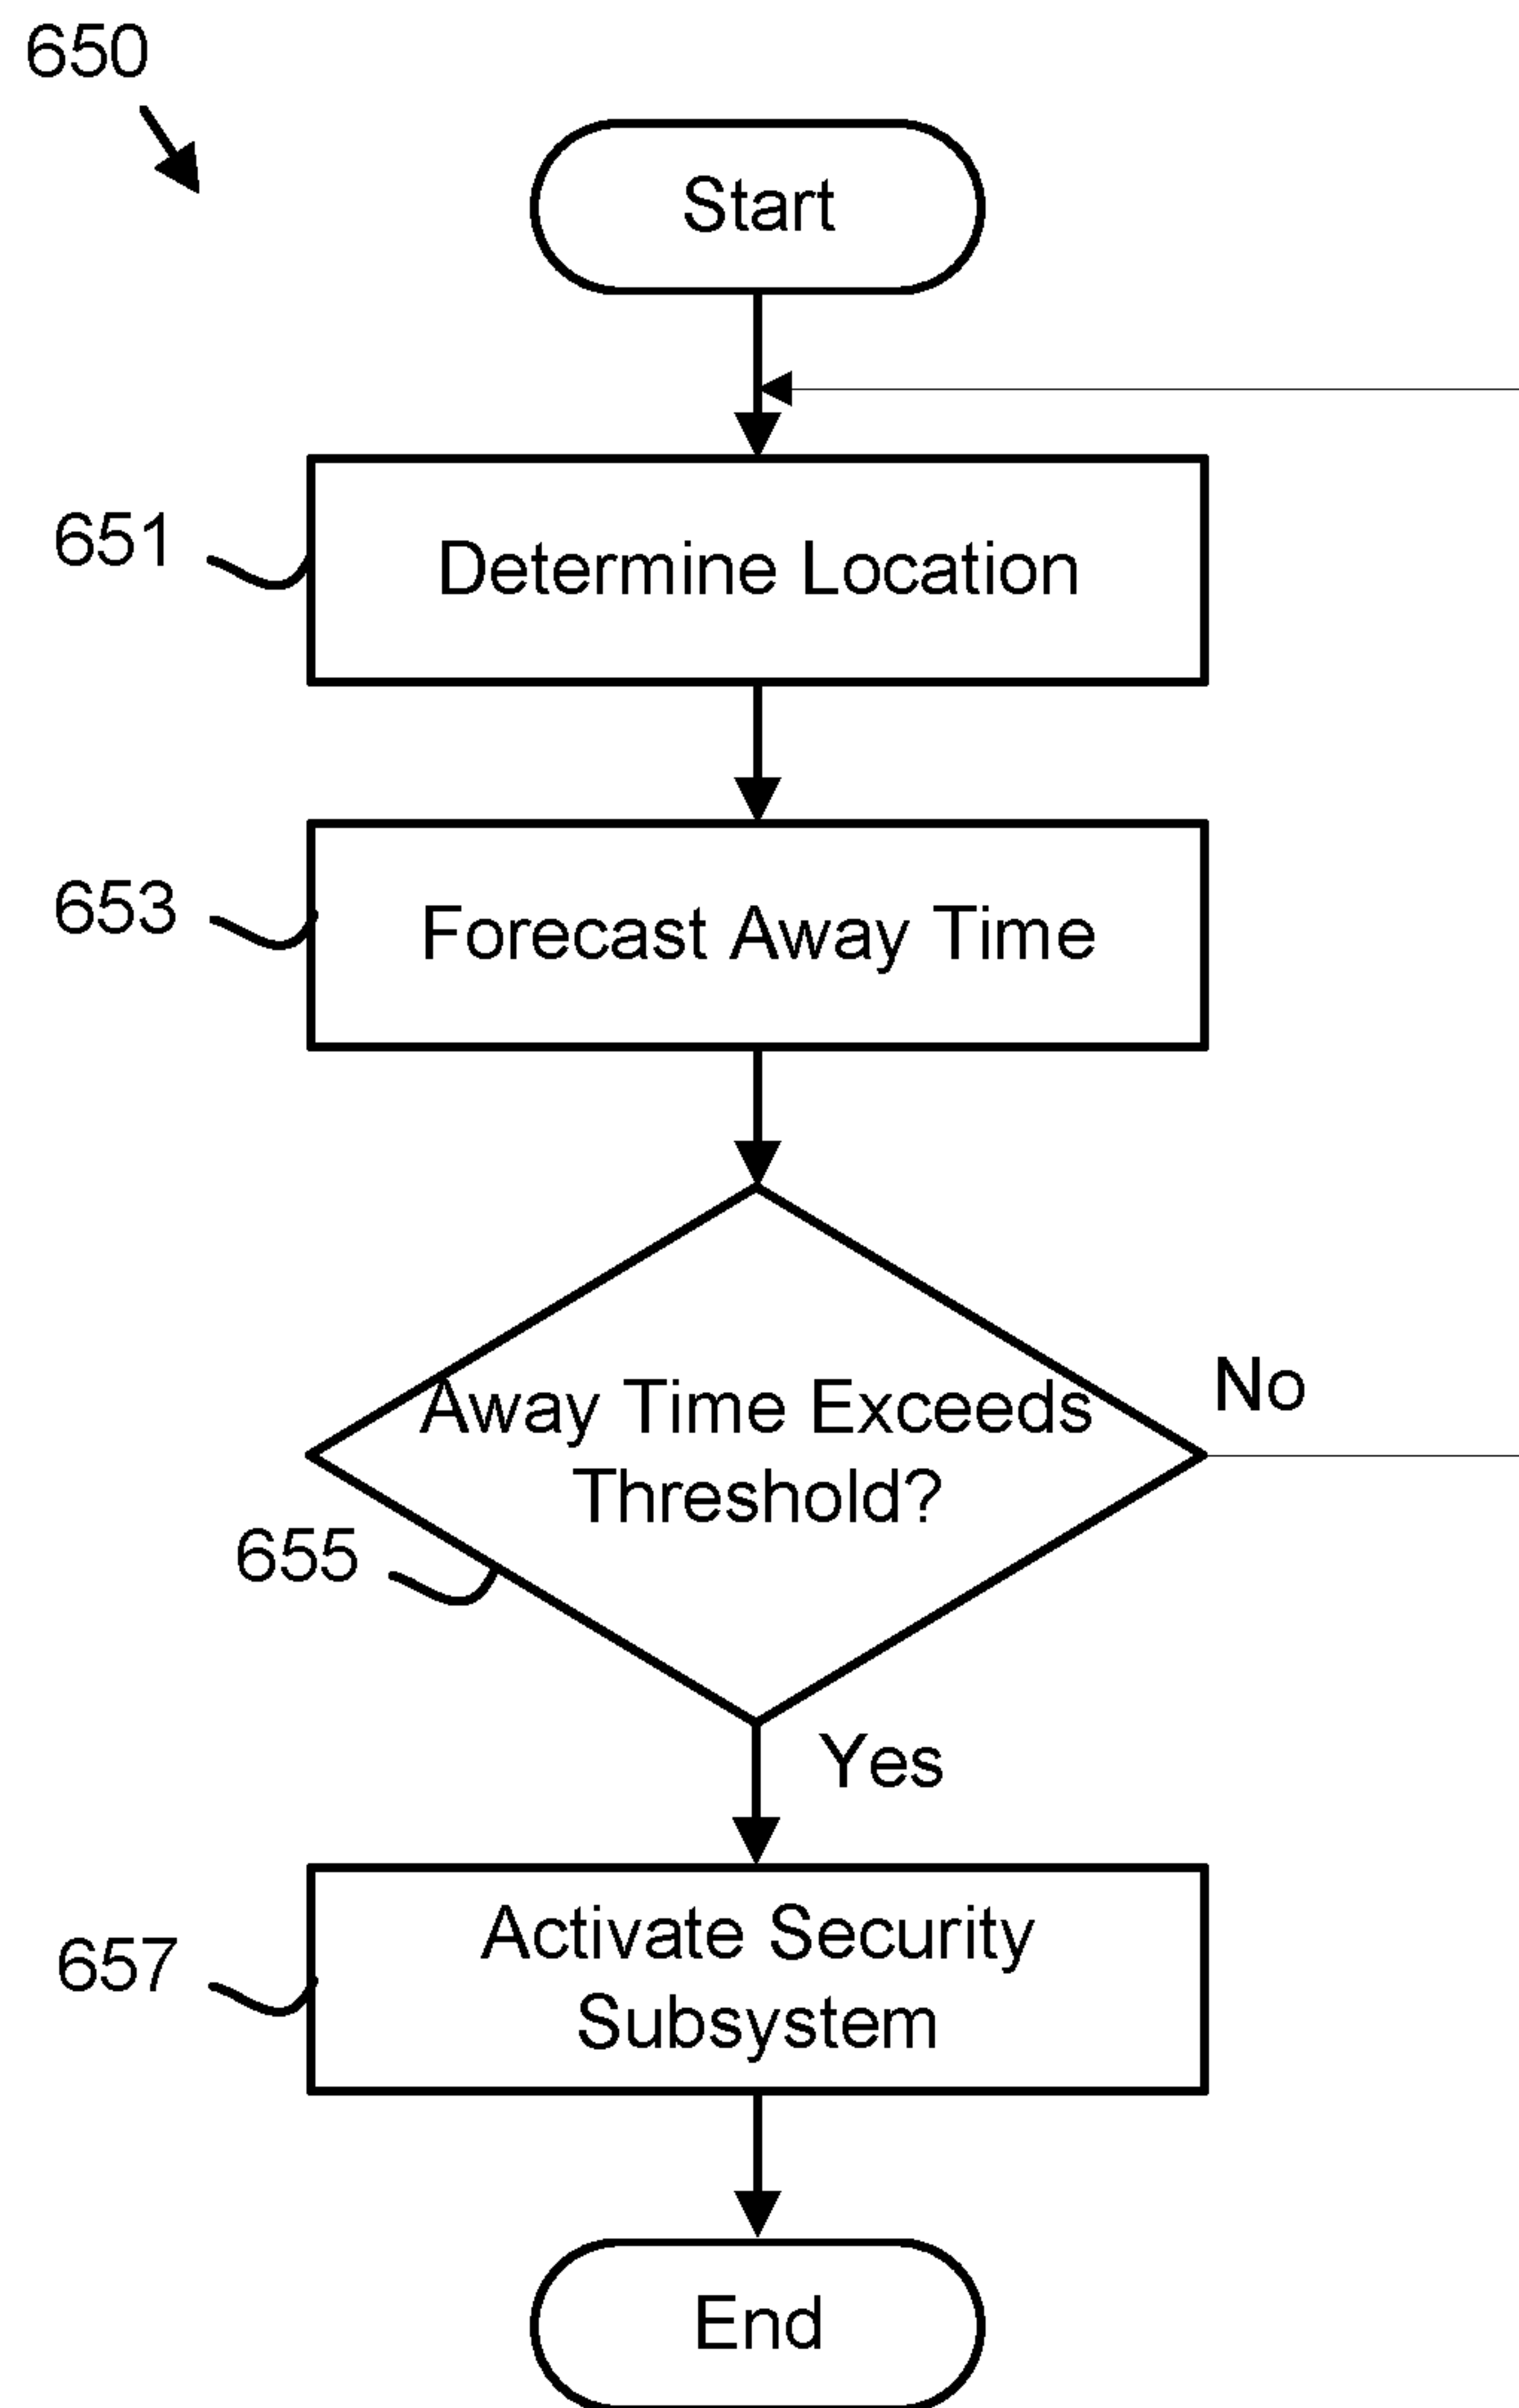 650
Start
651
Determine Location
653
Forecast Away Time
Away Time Exceeds
Threshold?
No
655
Yes
657
Activate Security
Subsystem
End